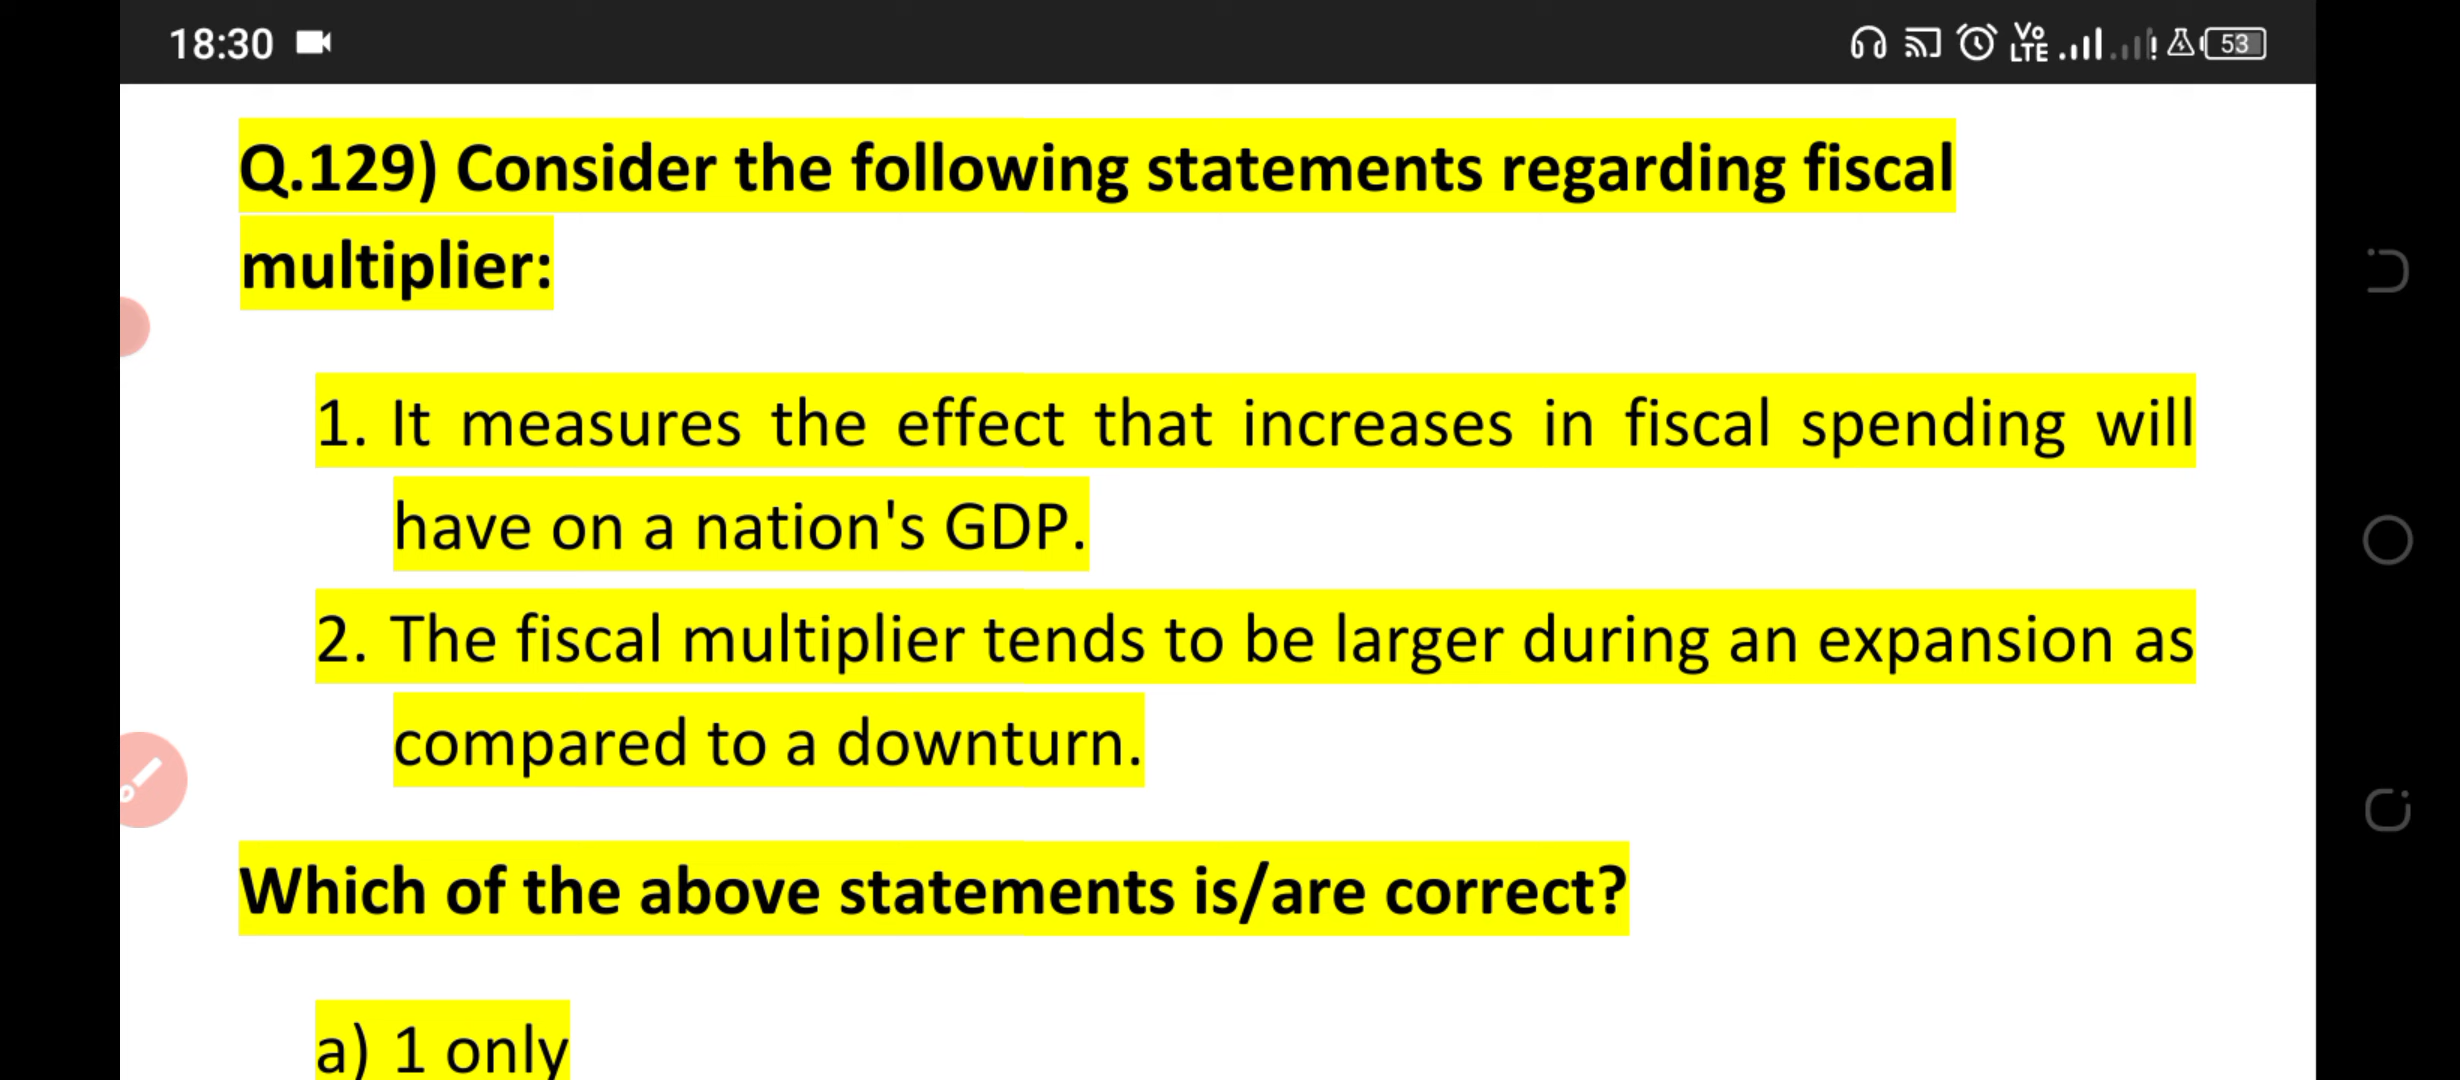 18:30
Vo
LTE
53
Q.129) Consider the following statements regarding fiscal
multiplier:
1. It measures the effect that increases in fiscal spending will
have on a nation's GDP.
2. The fiscal multiplier tends to be larger during an expansion as
compared to a downturn.
Which of the above statements is/are correct?
a) 1 only